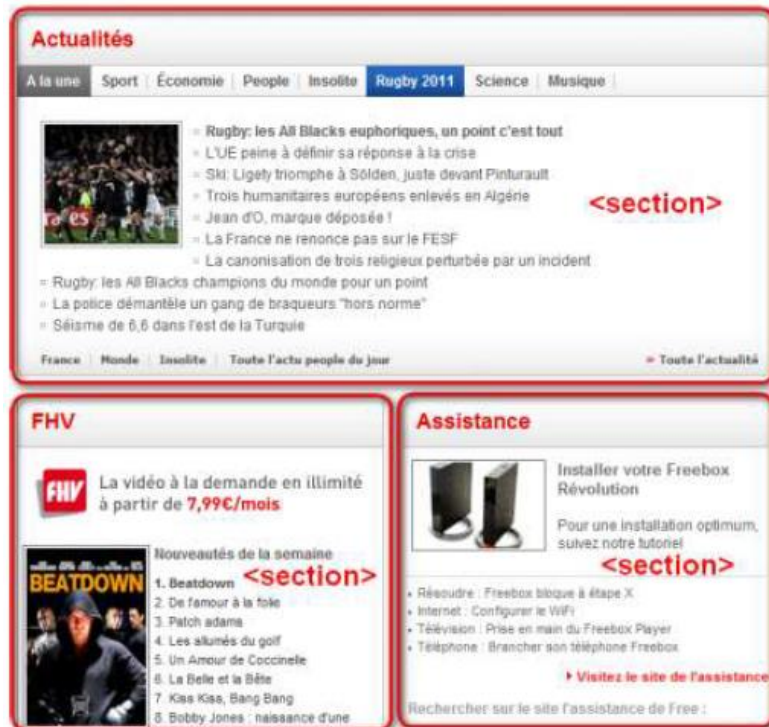 Actualités
A la une Sport Économie People Insolite Rugby 2011 Science Musique
Rugby: les All Blacks euphoriques, un point c'est tout
L'UE peine à définir sa réponse à la crise
Ski: Ligety triomphe à Sölden, juste devant Pinturault
Trois humanitaires européens enlevés en Algérie
<section>
Jean d'O, marque déposée !
La France ne renonce pas sur le FESF
La canonisation de trois religieux perturbée par un incident
Rugby: les All Blacks champions du monde pour un point
La police démantèle un gang de braqueurs "hors norme"
Séisme de 6,6 dans l'est de la Turquie
France Monde Insolite Toute l'actu people du jour » Toute l'actualité
FHV
FHV
La vidéo à la demande en illimité
à partir de 7,99€/mois
BEATDOWN
Nouveautés de la semaine
1. Beatdown
<section>
2. De l'amour à la folie
3. Patch adams
4. Les allumés du golf
5. Un Amour de Coccinelle
6. La Belle et la Bête
7. Kiss Kiss, Bang Bang
8. Bobby Jones : naissance d'une
Assistance
Installer votre Freebox
Révolution
Pour une installation optimum,
suivez notre tutoriel
<section>
Résoudre : Freebox bloque à étape X
Internet : Configurer le WiFi
Télévision : Prise en main du Freebox Player
Téléphone : Brancher son téléphone Freebox
Visitez le site de l'assistance
Rechercher sur le site d'assistance de Free :